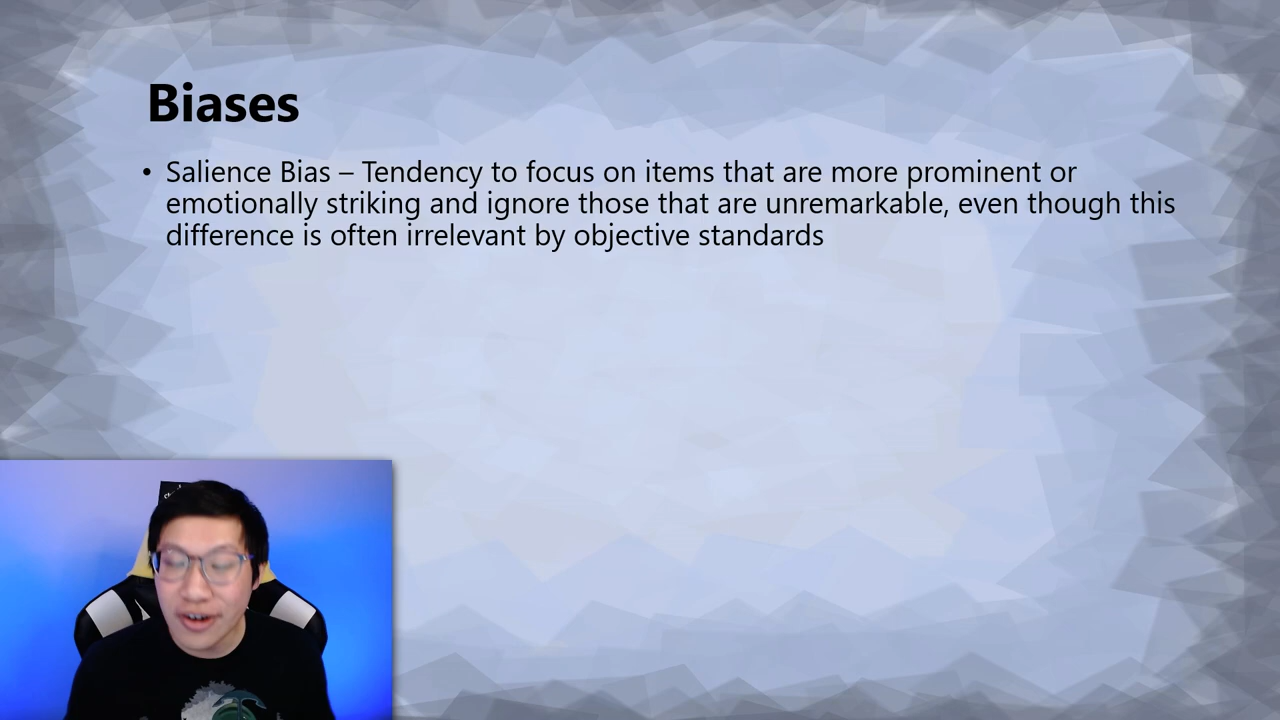 Biases
• Salience Bias – Tendency to focus on items that are more prominent or
emotionally striking and ignore those that are unremarkable, even though this
difference is often irrelevant by objective standards